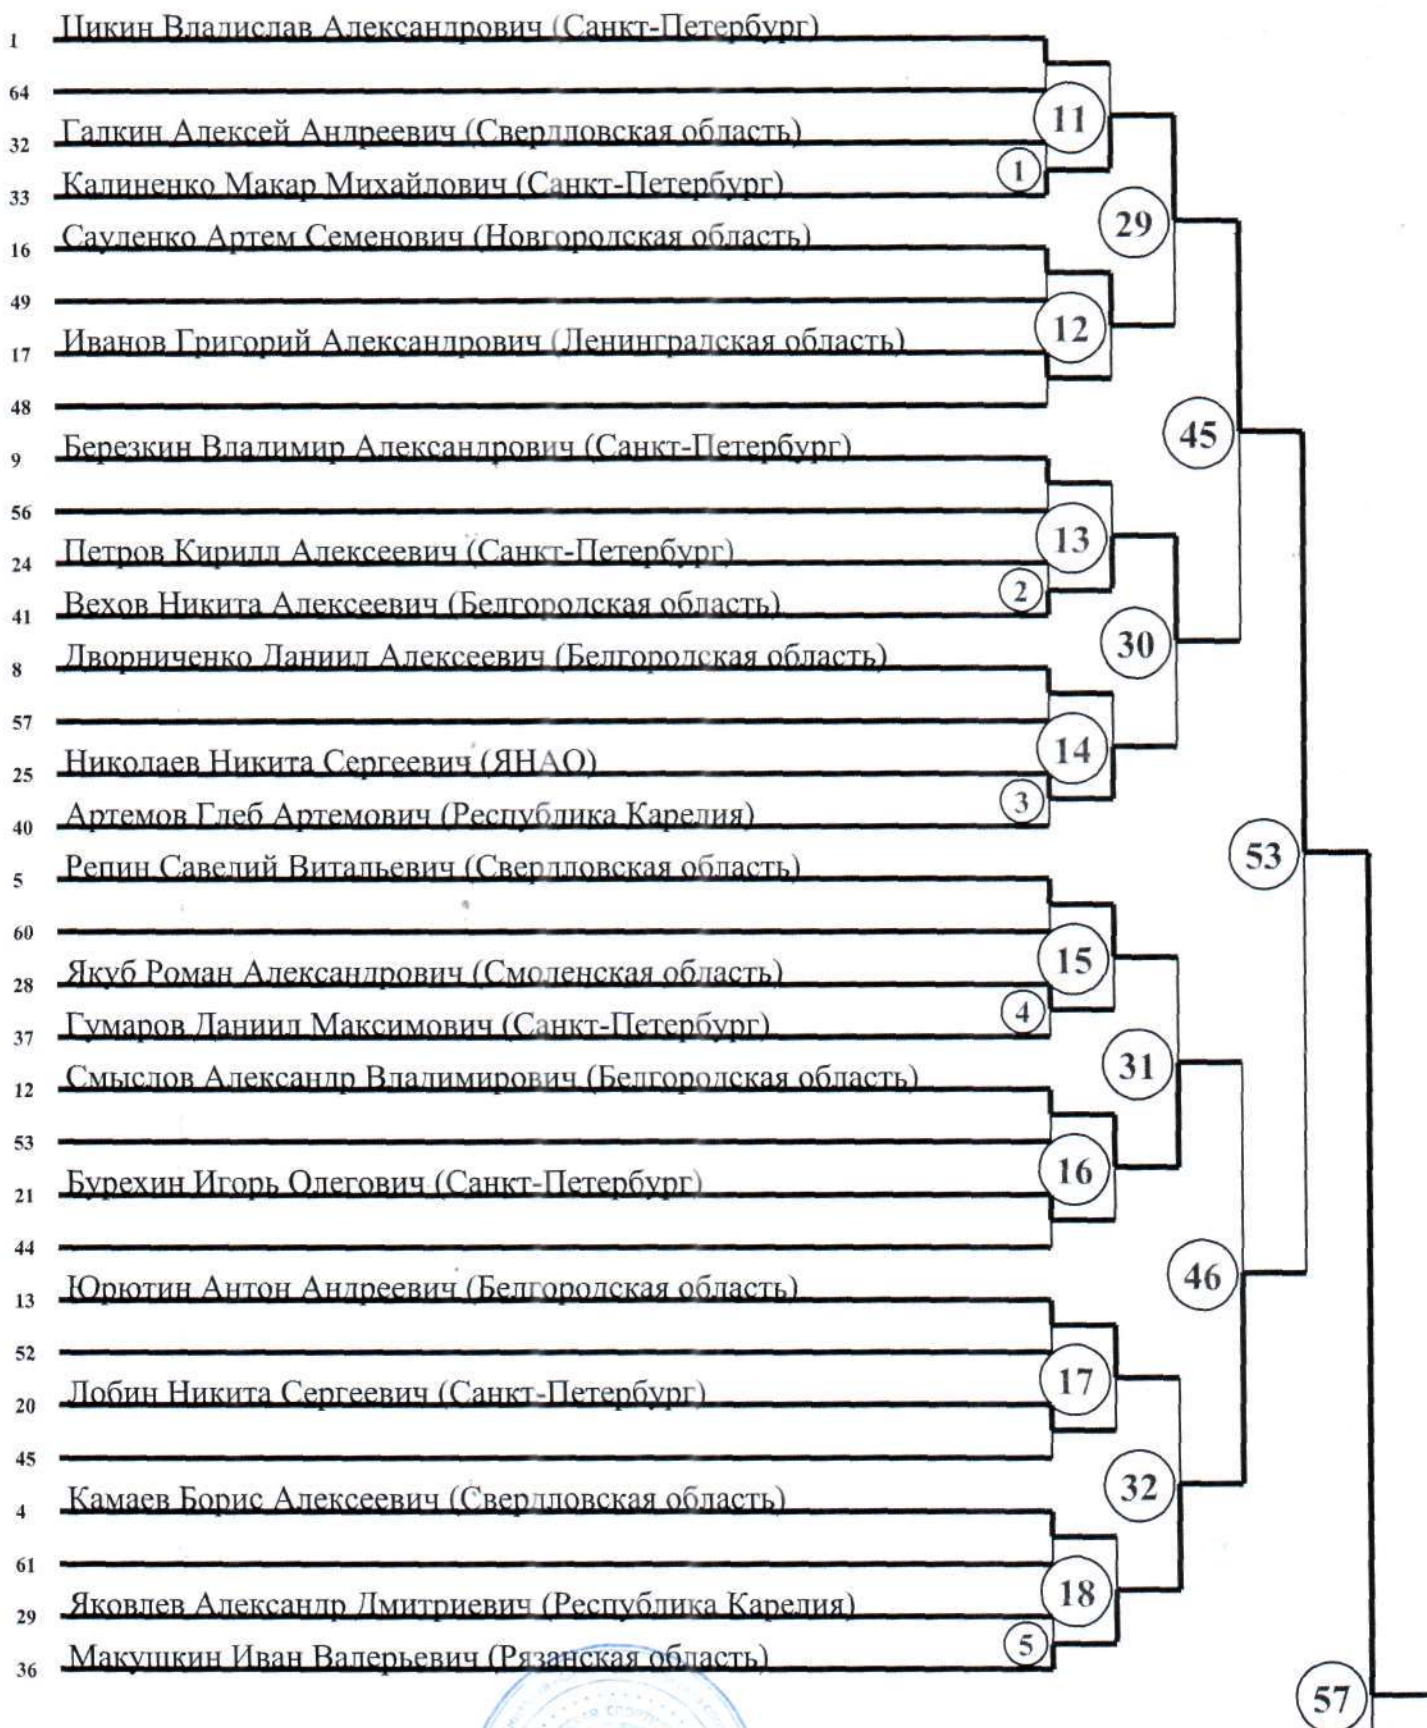 1 Цикин Владислав Александрович (Санкт-Петербург)
64
11
32 Галкин Алексей Андреевич (Свердловская область)
1
33 Калиненко Макар Михайлович (Санкт-Петербург)
29
16 Сауленко Артем Семенович (Новгородская область)
49
12
17 Иванов Григорий Александрович (Ленинградская область)
48
45
9 Березкин Владимир Александрович (Санкт-Петербург)
56
13
24 Петров Кирилл Алексеевич (Санкт-Петербург)
2
41 Вехов Никита Алексеевич (Белгородская область)
30
8 Дворниченко Даниил Алексеевич (Белгородская область)
57
14
25 Николаев Никита Сергеевич (ЯНАО)
3
40 Артемов Глеб Артемович (Республика Карелия)
53
5 Репин Савелий Витальевич (Свердловская область)
60
15
28 Якуб Роман Александрович (Смоленская область)
4
37 Гумаров Даниил Максимович (Санкт-Петербург)
31
12 Смыслов Александр Владимирович (Белгородская область)
53
16
21 Бурехин Игорь Олегович (Санкт-Петербург)
44
46
13 Юрютин Антон Андреевич (Белгородская область)
52
17
20 Лобин Никита Сергеевич (Санкт-Петербург)
45
32
4 Камаев Борис Алексеевич (Свердловская область)
61
18
29 Яковлев Александр Дмитриевич (Республика Карелия)
5
36 Макушкин Иван Валерьевич (Рязанская область)
57